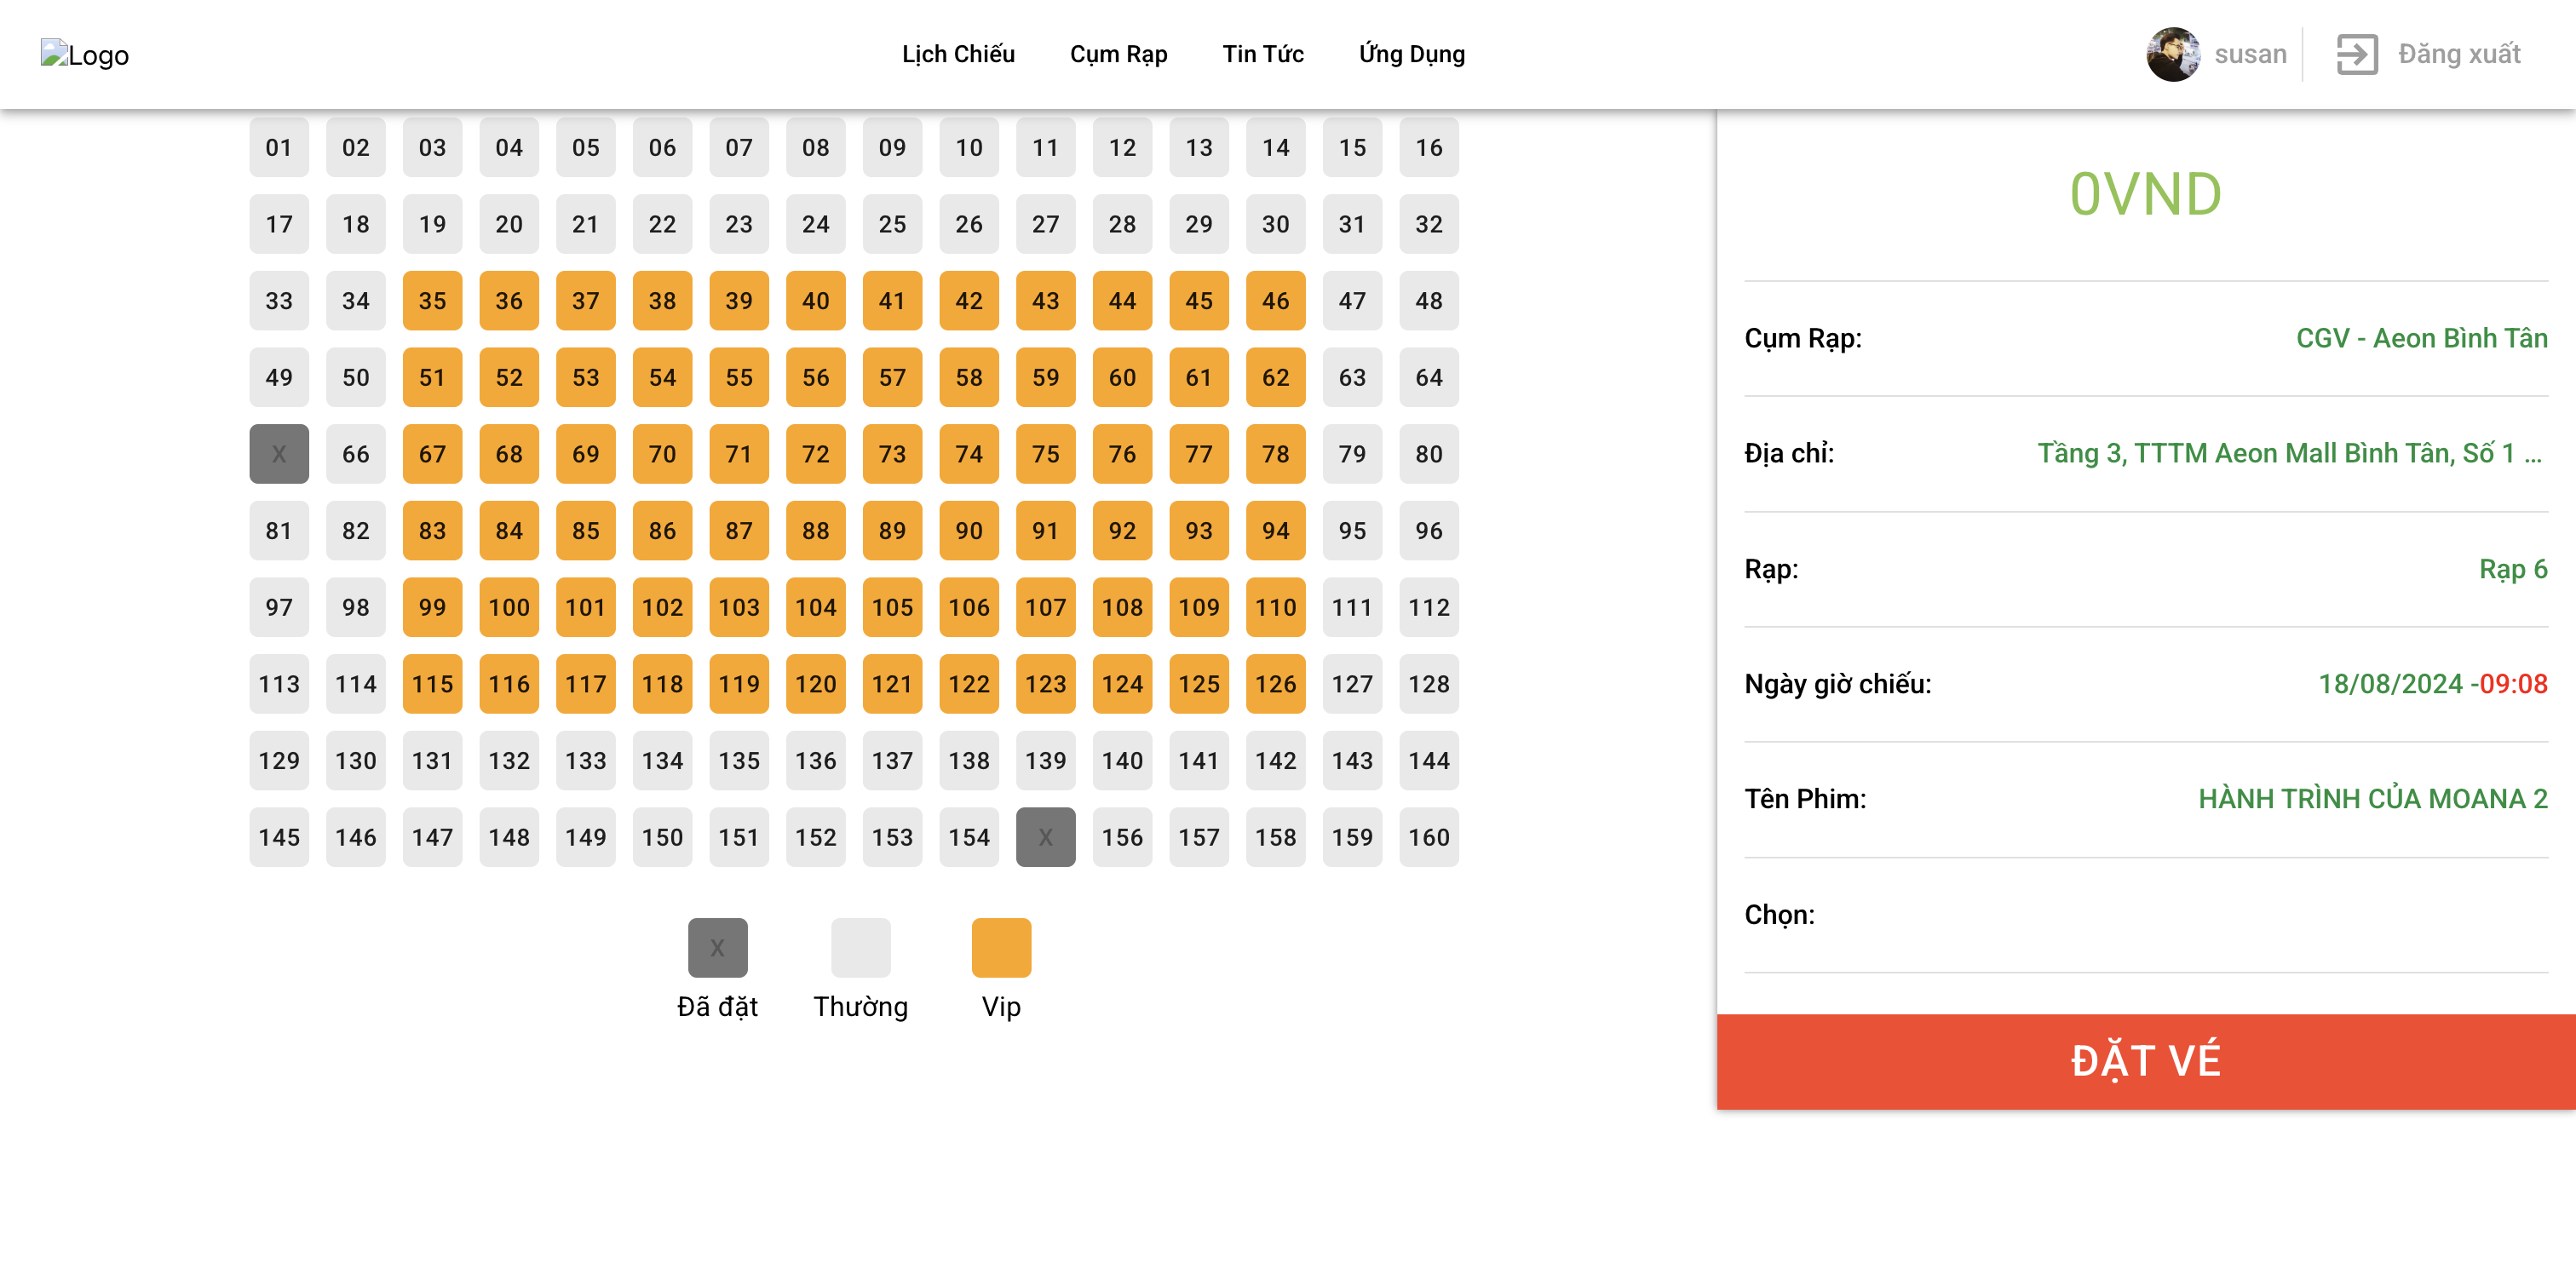 Logo
Lịch Chiếu Cụm Rạp Tin Tức Ứng Dụng
susan Đăng xuất
01 02 03 04 05 06 07 08 09 10 11 12 13 14 15 16
17 18 19 20 21 22 23 24 25 26 27 28 29 30 31 32
33 34 35 36 37 38 39 40 41 42 43 44 45 46 47 48
49 50 51 52 53 54 55 56 57 58 59 60 61 62 63 64
X 66 67 68 69 70 71 72 73 74 75 76 77 78 79 80
81 82 83 84 85 86 87 88 89 90 91 92 93 94 95 96
97 98 99 100 101 102 103 104 105 106 107 108 109 110 111 112
113 114 115 116 117 118 119 120 121 122 123 124 125 126 127 128
129 130 131 132 133 134 135 136 137 138 139 140 141 142 143 144
145 146 147 148 149 150 151 152 153 154 X 156 157 158 159 160
X
Đã đặt Thường Vip
0VND
Cụm Rạp: CGV - Aeon Bình Tân
Địa chỉ: Tầng 3, TTTM Aeon Mall Bình Tân, Số 1 ...
Rạp: Rạp 6
Ngày giờ chiếu: 18/08/2024 -09:08
Tên Phim: HÀNH TRÌNH CỦA MOANA 2
Chọn:
ĐẶT VÉ